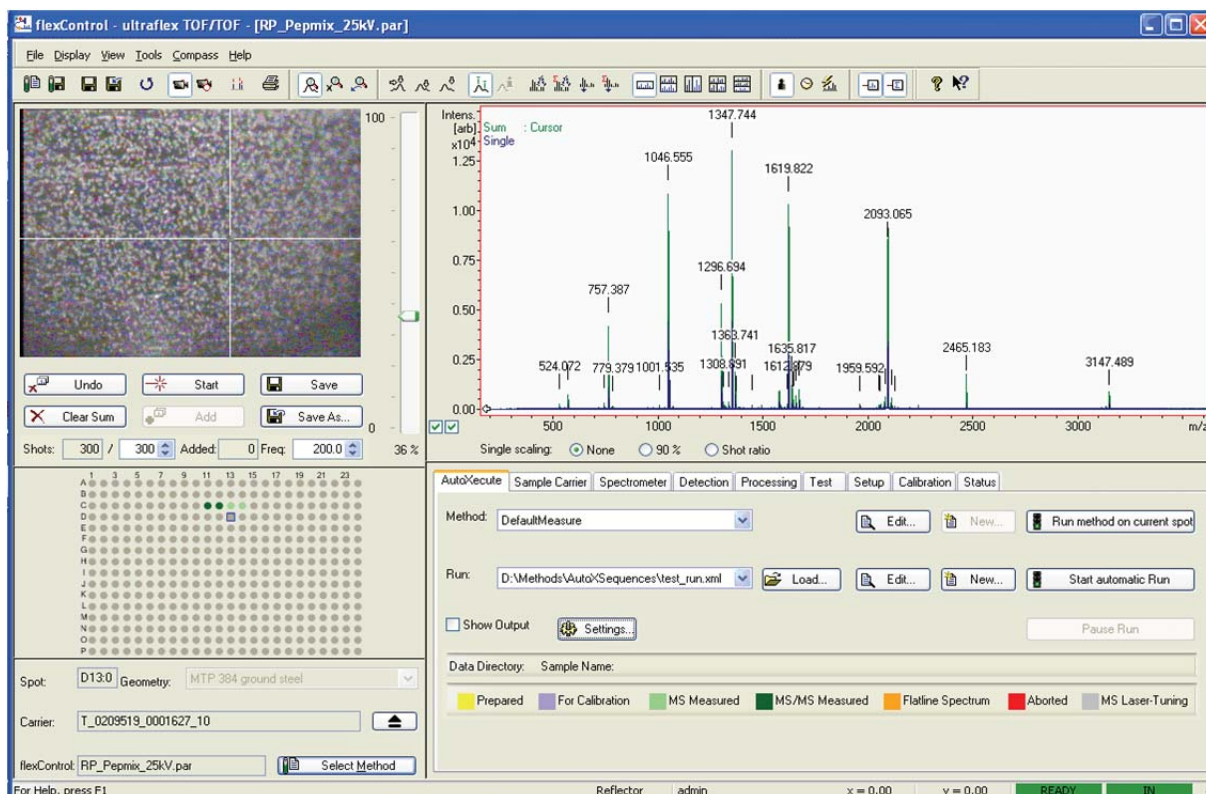 flexControl - ultraflex TOF/TOF - [RP_Pepmix_25kV.par]
File Display View Tools Compass Help
100
0
36 %
Undo Start Save
Clear Sum Add Save As...
Shots: 300 / 300 Added: 0 Freq: 200.0
Intens.
[arb]
x10^4
Sum : Cursor
Single
1347.744
1046.555
1619.822
2093.065
1296.694
757.387
1363.741
1635.817
2465.183
524.072 779.379 1001.535 1308.891 1612.879 1959.592
3147.489
1.25
1.00
0.75
0.50
0.25
0.00
500 1000 1500 2000 2500 3000 m/z
Single scaling: None 90 % Shot ratio
1 3 5 7 9 11 13 15 17 19 21 23
A
B
C
D
E
F
G
H
I
J
K
L
M
N
O
P
Spot: D13:0 Geometry: MTP 384 ground steel
Carrier: T_0209519_0001627_10
flexControl: RP_Pepmix_25kV.par Select Method
AutoXecute Sample Carrier Spectrometer Detection Processing Test Setup Calibration Status
Method: DefaultMeasure Edit... New... Run method on current spot
Run: D:\Methods\AutoXSequences\test_run.xml Load... Edit... New... Start automatic Run
Show Output Settings... Pause Run
Data Directory: Sample Name:
Prepared For Calibration MS Measured MS/MS Measured Flatline Spectrum Aborted MS Laser-Tuning
For Help, press F1 Reflector admin x = 0.00 y = 0.00 READY IN